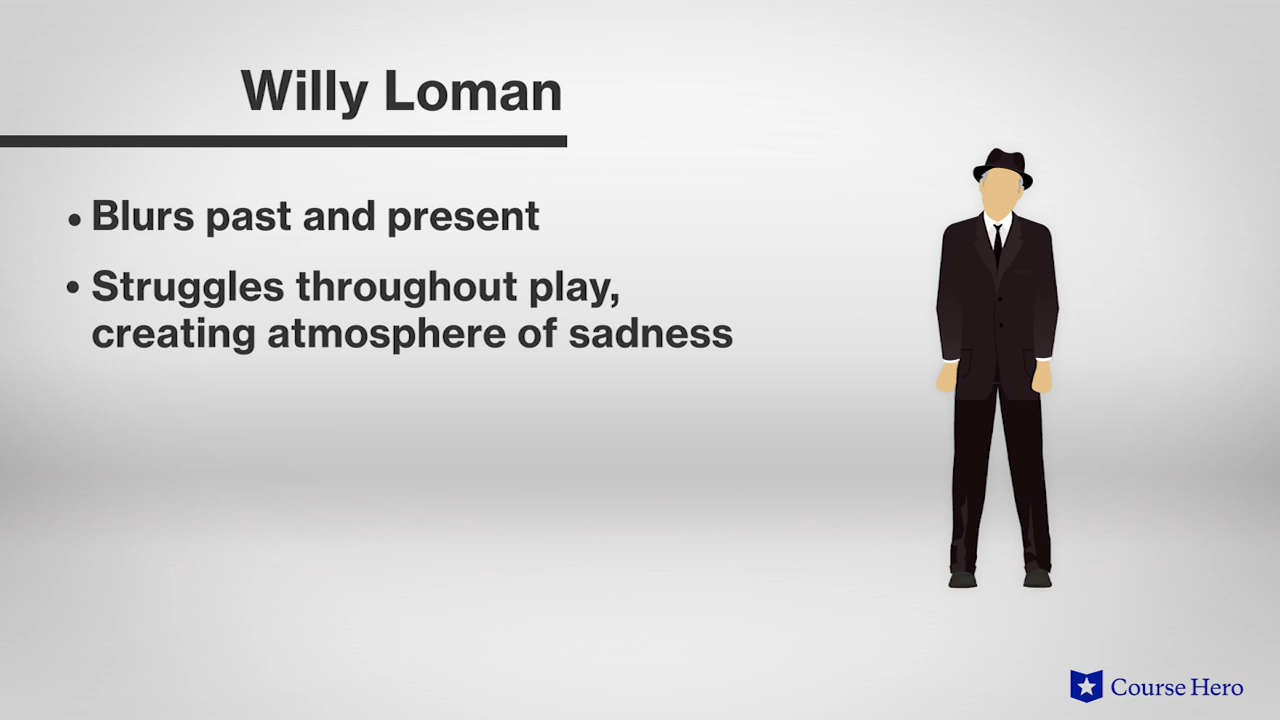 Willy Loman
• Blurs past and present
• Struggles throughout play,
creating atmosphere of sadness
Course Hero